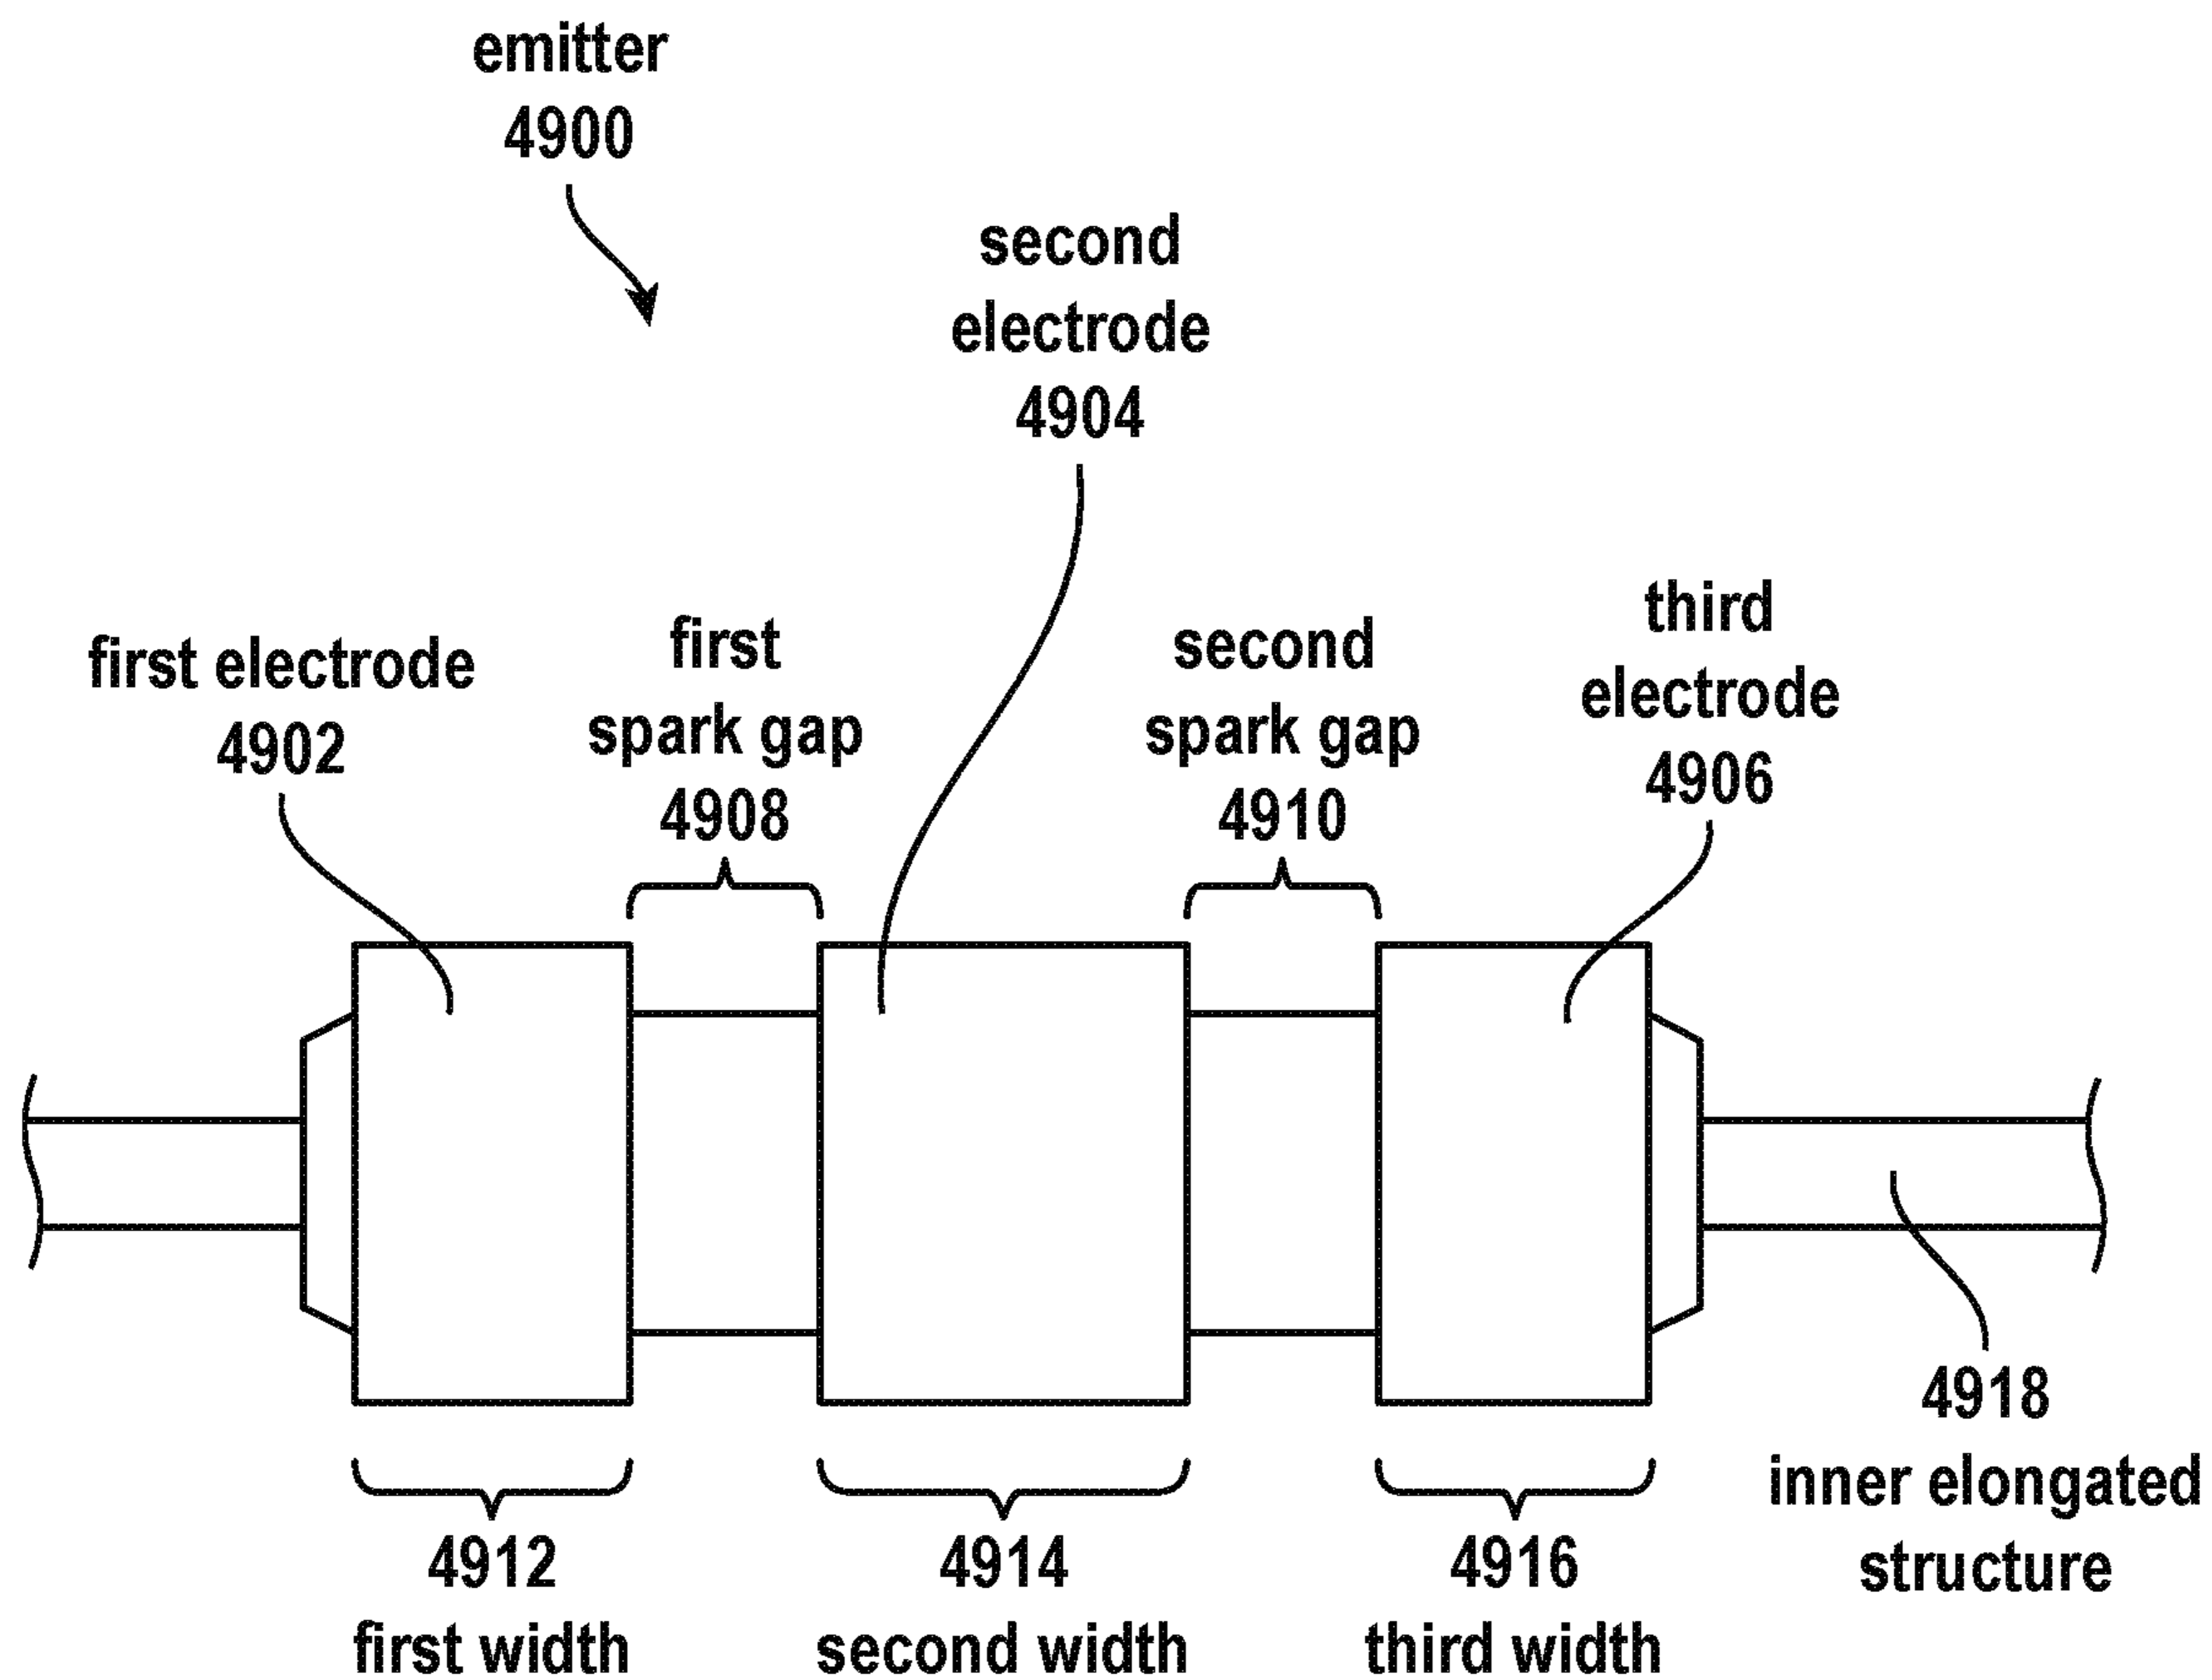 emitter
4900
second
electrode
4904
first electrode
4902
first
spark gap
4908
second
spark gap
4910
third
electrode
4906
4912
first width
4914
second width
4916
third width
4918
inner elongated
structure